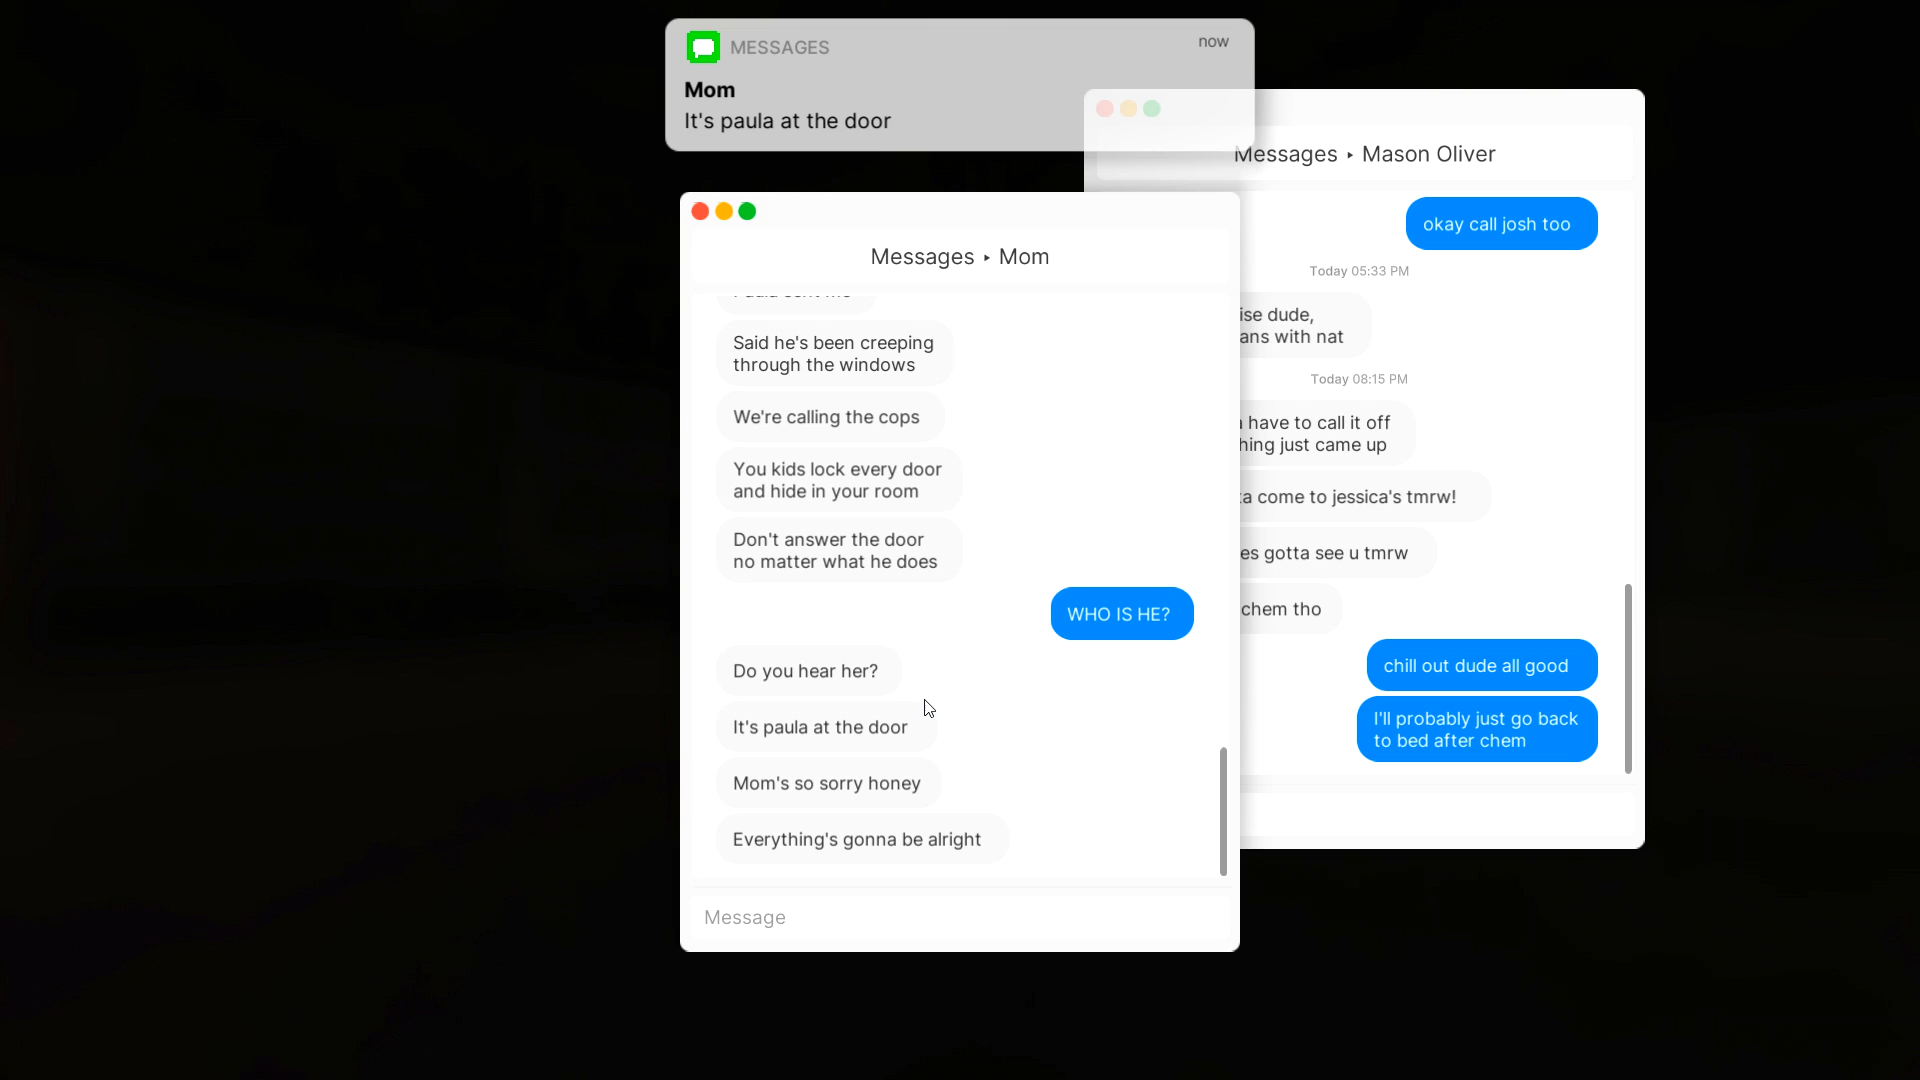 MESSAGES
now
Mom
It's paula at the door
Messages ‣ Mom
Said he's been creeping
through the windows
We're calling the cops
You kids lock every door
and hide in your room
Don't answer the door
no matter what he does
WHO IS HE?
Do you hear her?
It's paula at the door
Mom's so sorry honey
Everything's gonna be alright
Message
Messages ‣ Mason Oliver
okay call josh too
Today 05:33 PM
dude,
with nat
Today 08:15 PM
have to call it off
just came up
come to jessica's tmrw!
gotta see u tmrw
chem tho
chill out dude all good
I'll probably just go back
to bed after chem